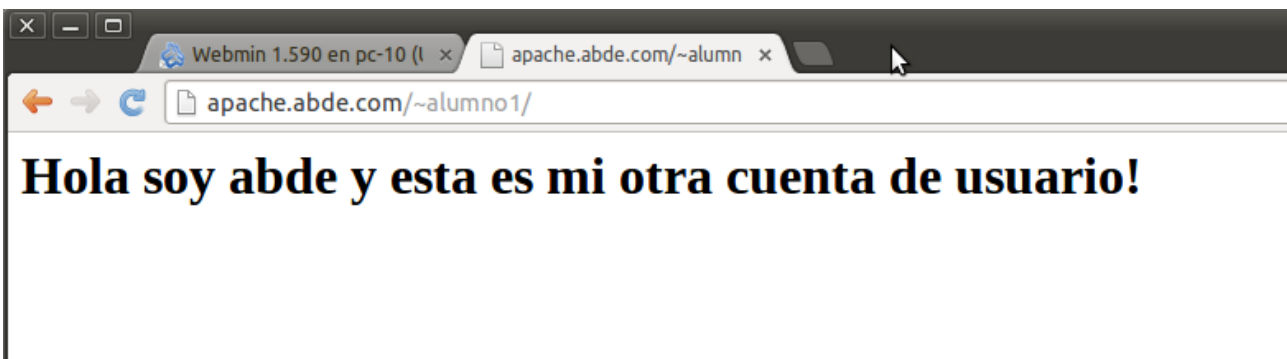 Webmin 1.590 en pc-10 (
apache.abde.com/~alumn
apache.abde.com/~alumno1/
Hola soy abde y esta es mi otra cuenta de usuario!